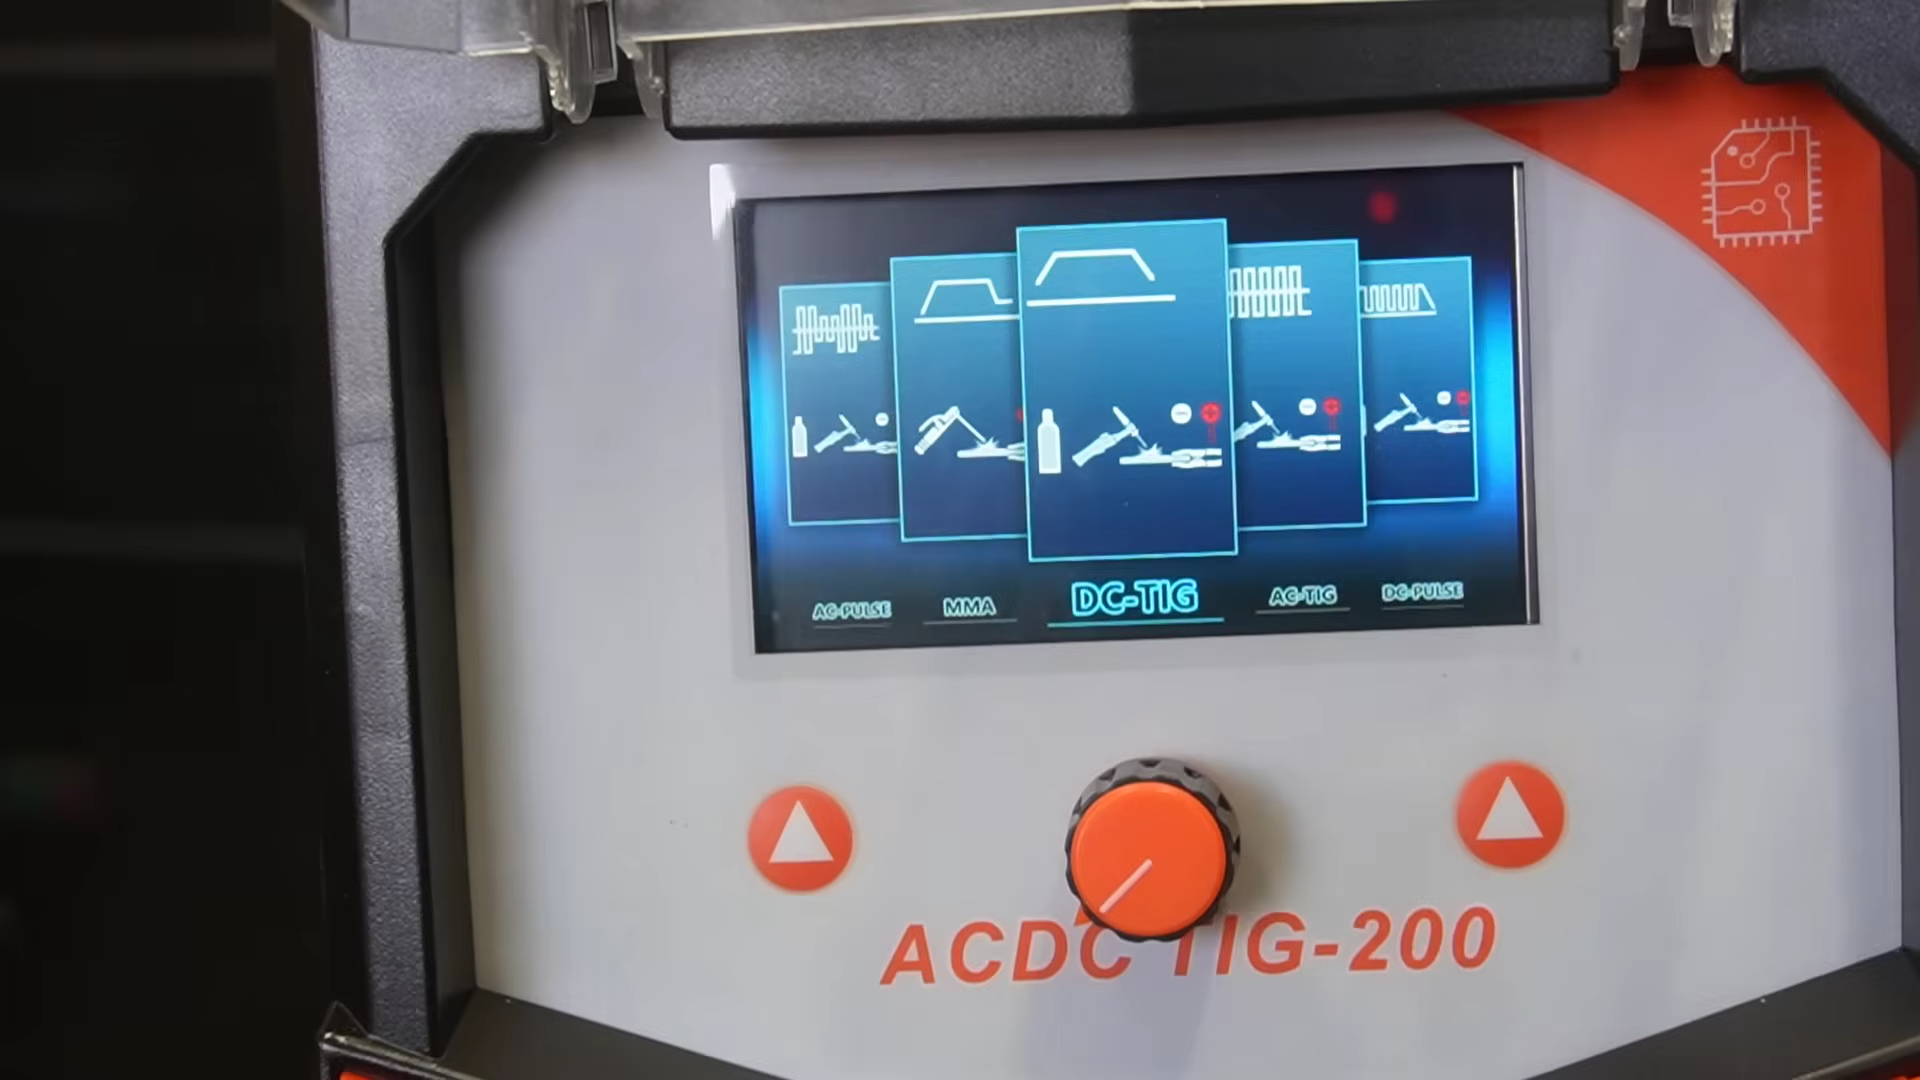 AC-PULSE
MMA
DC-TIG
AC-TIG
DC-PULSE
ACDC TIG-200